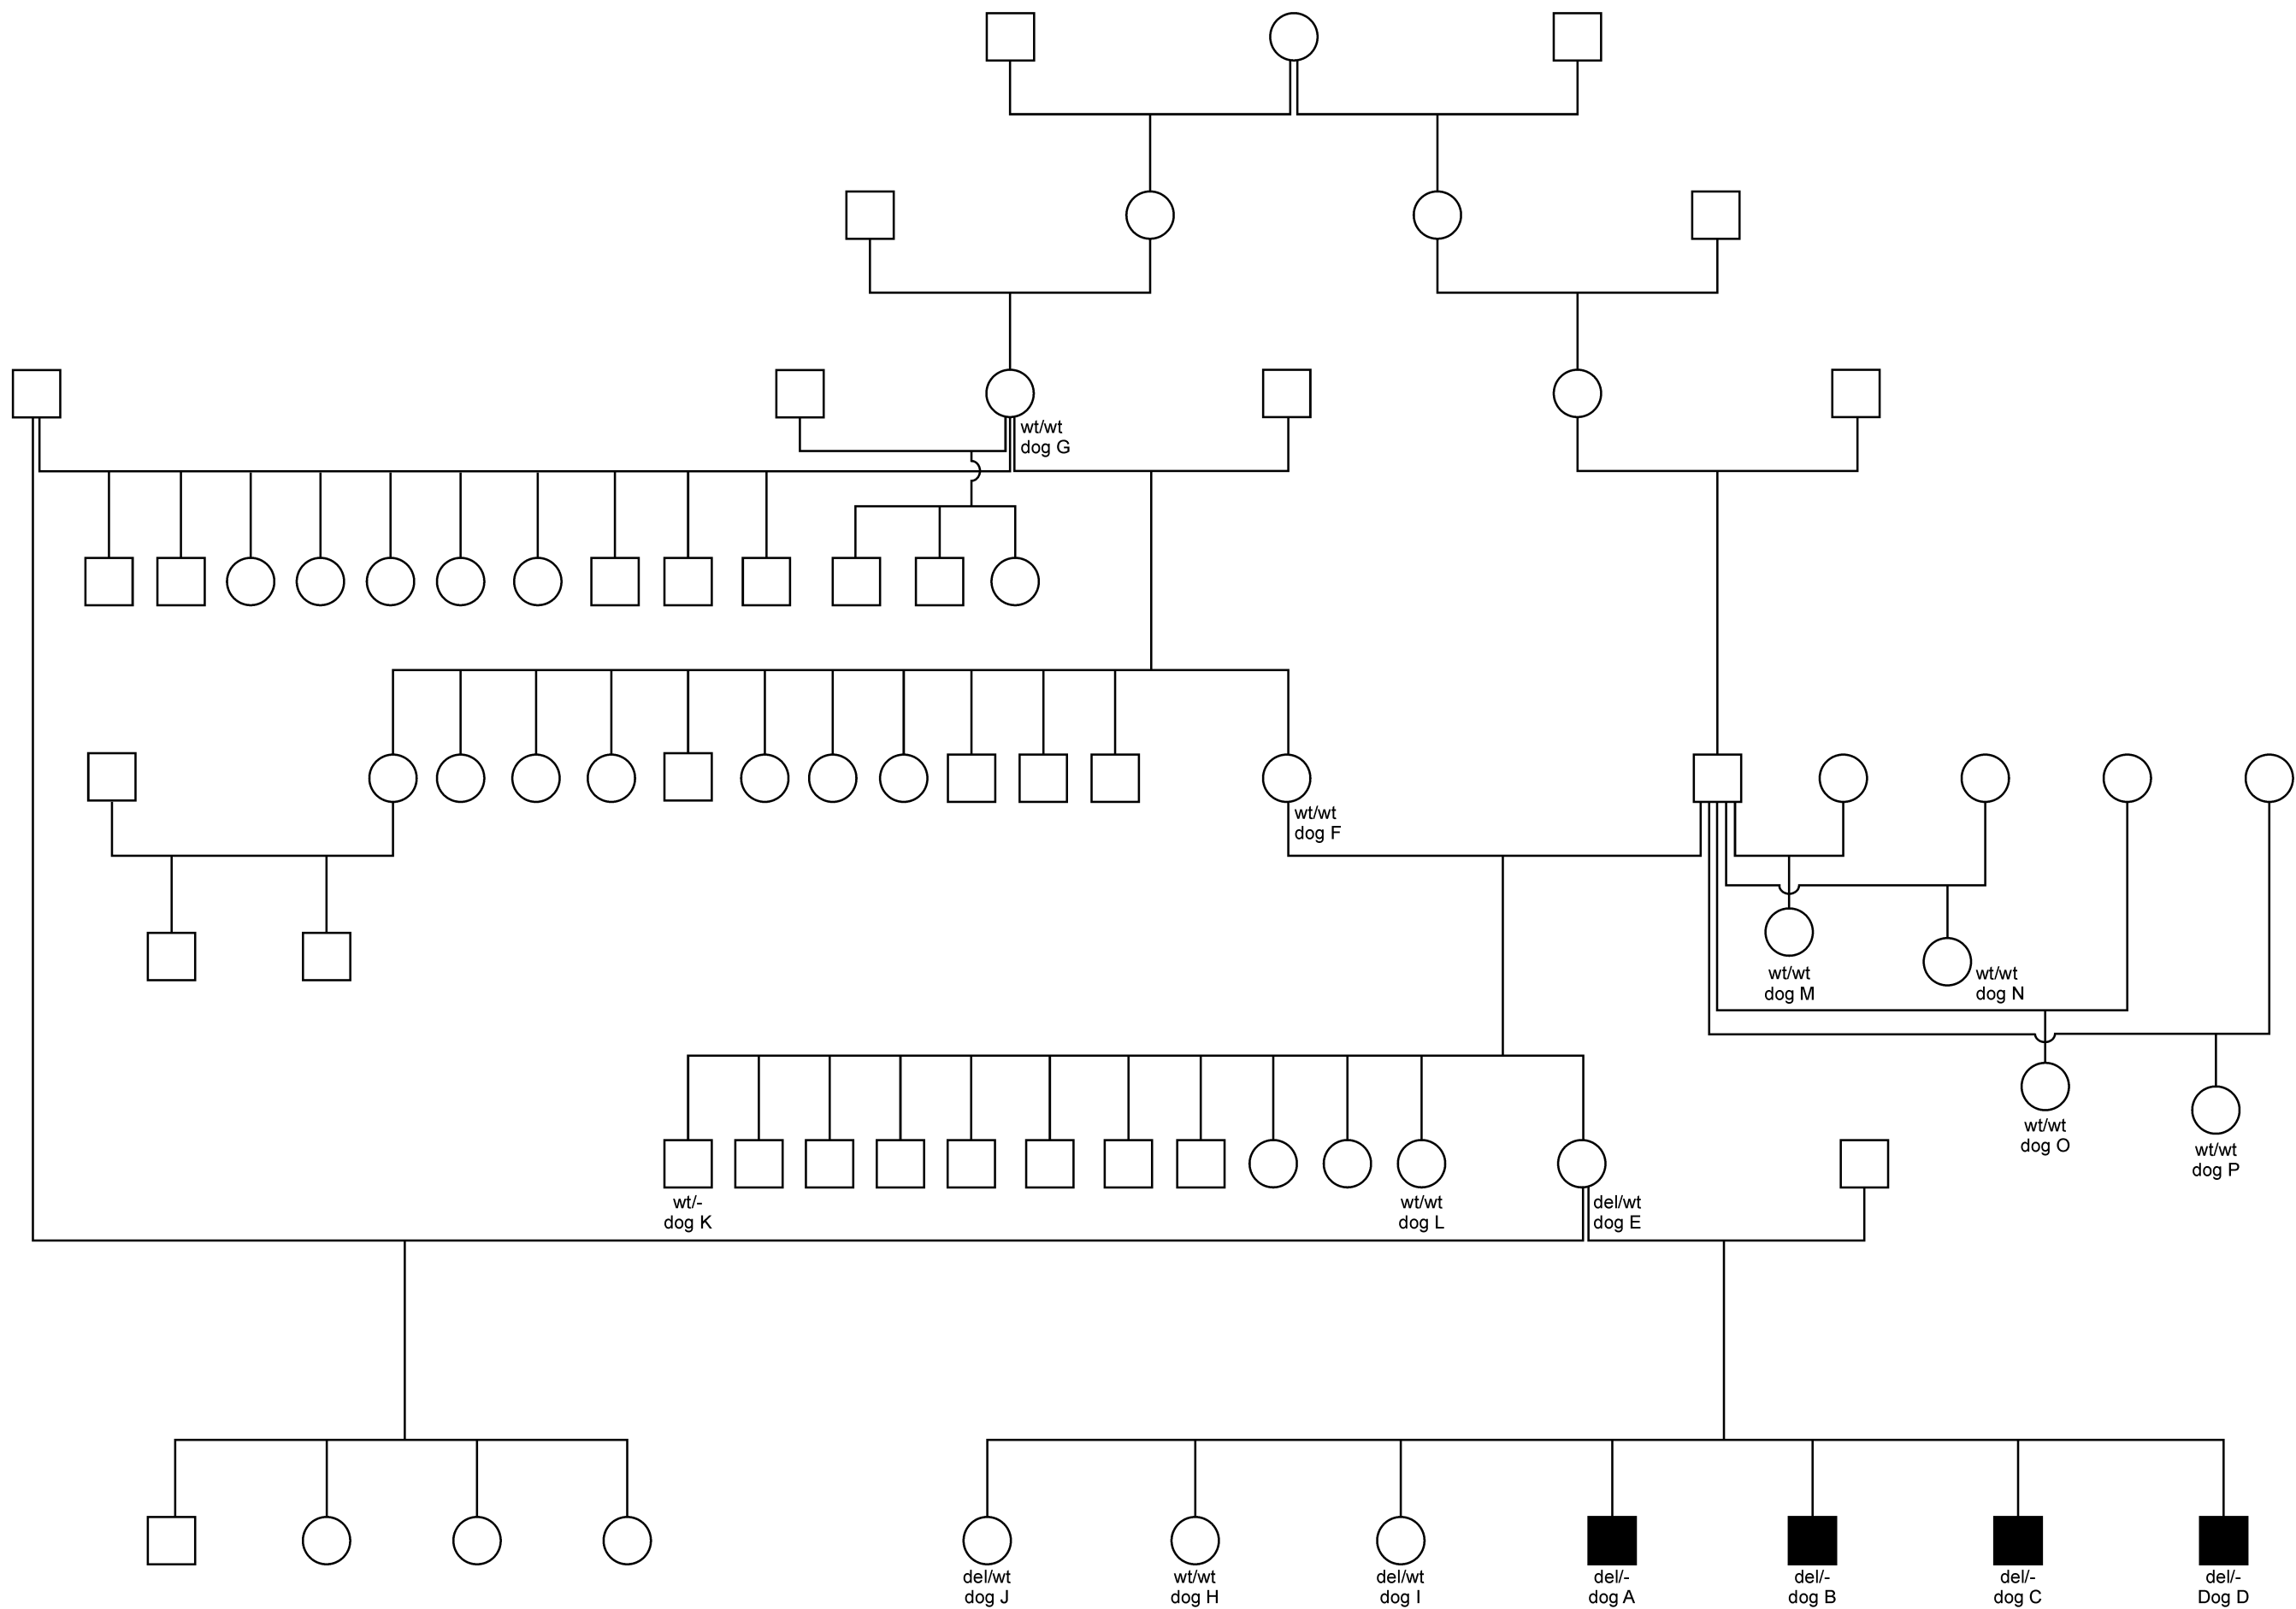 wt/wt
dog G
wt/wt
dog F
wt/wt
dog M
wt/wt
dog N
wt/wt
dog O
wt/wt
dog P
wt/-
dog K
wt/wt
dog L
del/wt
dog E
del/wt
dog J
wt/wt
dog H
del/wt
dog I
del/-
dog A
del/-
dog B
del/-
dog C
del/-
Dog D